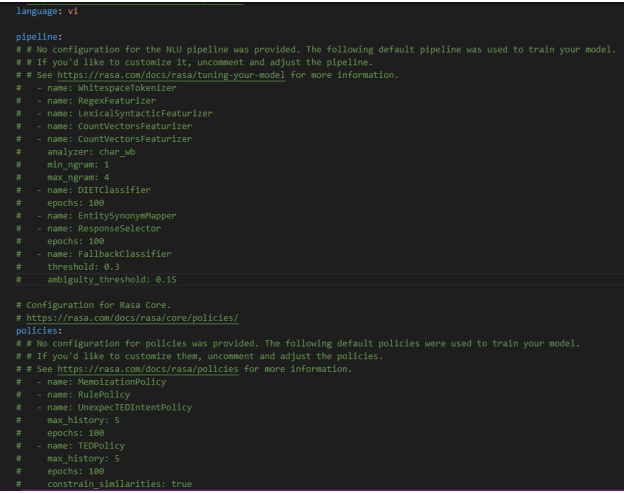 language: vi
pipeline:
# # No configuration for the NLU pipeline was provided. The following default pipeline was used to train your model.
# # If you'd like to customize it, uncomment and adjust the pipeline.
# # See https://rasa.com/docs/rasa/tuning-your-model for more information.
#   - name: WhitespaceTokenizer
#   - name: RegexFeaturizer
#   - name: LexicalSyntacticFeaturizer
#   - name: CountVectorsFeaturizer
#   - name: CountVectorsFeaturizer
#     analyzer: char_wb
#     min_ngram: 1
#     max_ngram: 4
#   - name: DIETClassifier
#     epochs: 100
#   - name: EntitySynonymMapper
#   - name: ResponseSelector
#     epochs: 100
#   - name: FallbackClassifier
#     threshold: 0.3
#     ambiguity_threshold: 0.15
# Configuration for Rasa Core.
# https://rasa.com/docs/rasa/core/policies/
policies:
# # No configuration for policies was provided. The following default policies were used to train your model.
# # If you'd like to customize them, uncomment and adjust the policies.
# # See https://rasa.com/docs/rasa/policies for more information.
#   - name: MemoizationPolicy
#   - name: RulePolicy
#   - name: UnexpecTEDIntentPolicy
#     max_history: 5
#     epochs: 100
#   - name: TEDPolicy
#     max_history: 5
#     epochs: 100
#     constrain_similarities: true